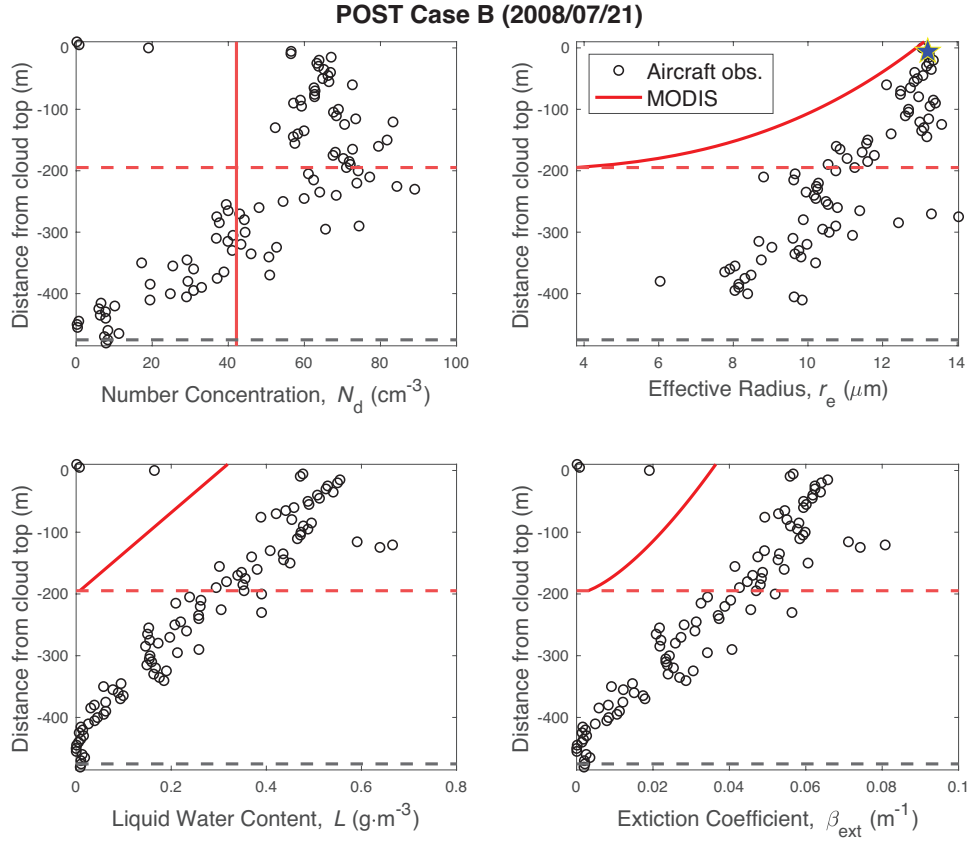 POST Case B (2008/07/21)
0
-100
-200
-300
-400
Distance from cloud top (m)
0 20 40 60 80 100
Number Concentration, N_d (cm^-3)
Aircraft obs.
MODIS
0
-100
-200
-300
-400
Distance from cloud top (m)
4 6 8 10 12 14
Effective Radius, r_e (μm)
0
-100
-200
-300
-400
Distance from cloud top (m)
0 0.2 0.4 0.6 0.8
Liquid Water Content, L (g·m^-3)
0
-100
-200
-300
-400
Distance from cloud top (m)
0 0.02 0.04 0.06 0.08 0.1
Extiction Coefficient, β_ext (m^-1)